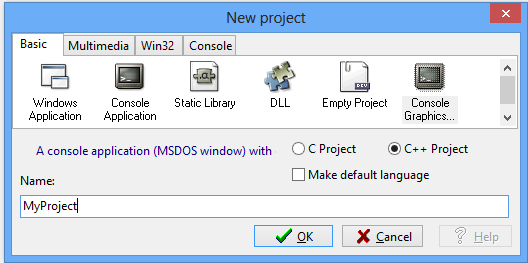 New project
Basic Multimedia Win32 Console
Windows Application
Console Application
Static Library
DLL
Empty Project
Console Graphics...
A console application (MSDOS window) with
C Project C++ Project
Make default language
Name:
MyProject
OK Cancel Help